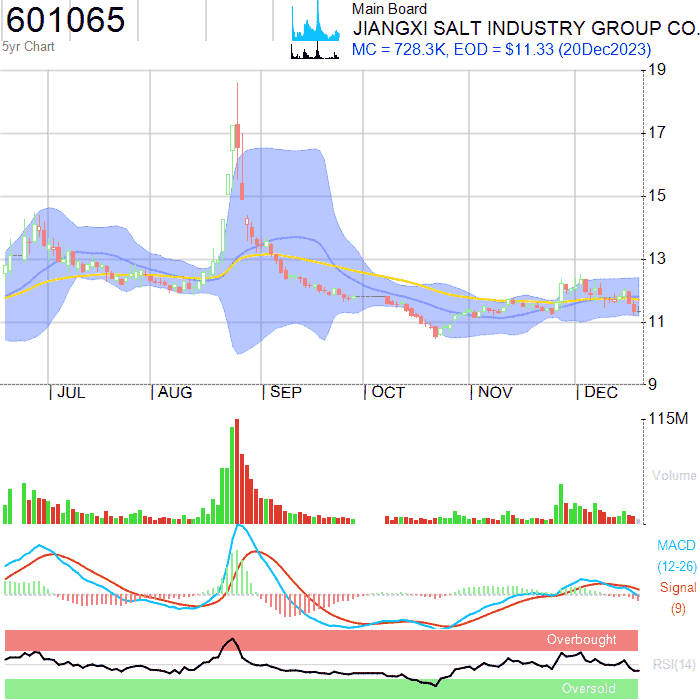 601065
5yr Chart
Main Board
JIANGXI SALT INDUSTRY GROUP CO.
MC = 728.3K, EOD = $11.33 (20Dec2023)
19
17
15
13
11
9
JUL
AUG
SEP
OCT
NOV
DEC
115M
Volume
MACD
(12-26)
Signal
(9)
Overbought
RSI(14)
Oversold